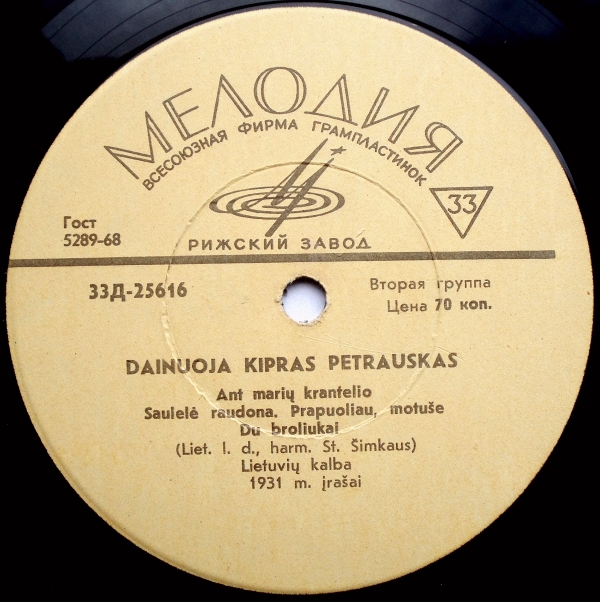 МЕЛОДИЯ
ВСЕСОЮЗНАЯ ФИРМА ГРАМПЛАСТИНОК
33
РИЖСКИЙ ЗАВОД
Гост
5289-68
33Д-25616
Вторая группа
Цена 70 коп.
DAINUOJA KIPRAS PETRAUSKAS
Ant marių krantelio
Saulelė raudona. Prapuoliau, motuše
Du broliukai
(Liet. l. d., harm. St. Šimkaus)
Lietuvių kalba
1931 m. įrašai